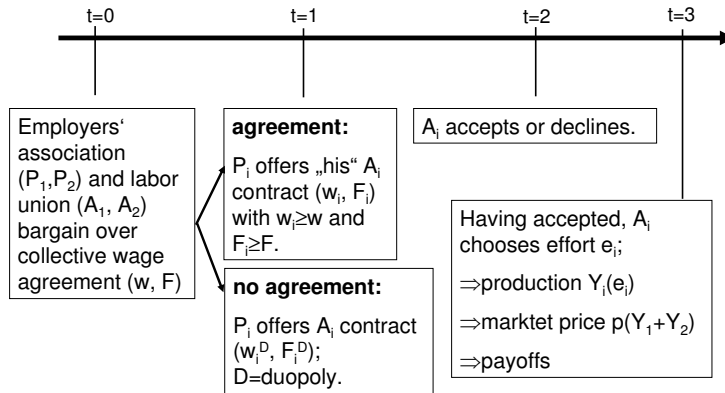 t=0
t=1
t=2
t=3
Employers‘
association
(P1,P2) and labor
union (A1, A2)
bargain over
collective wage
agreement (w, F)
agreement:
Pi offers „his“ Ai
contract (wi, Fi)
with wi≥w and
Fi≥F.
no agreement:
Pi offers Ai contract
(wiD, FiD);
D=duopoly.
Ai accepts or declines.
Having accepted, Ai
chooses effort ei;
⇒production Yi(ei)
⇒marktet price p(Y1+Y2)
⇒payoffs